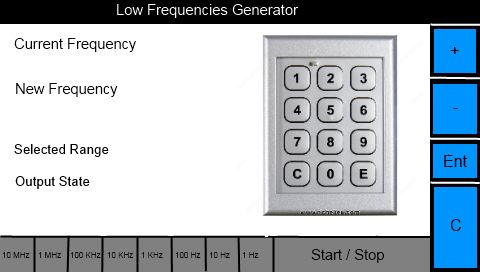 Low Frequencies Generator
Current Frequency
New Frequency
Selected Range
Output State
1 2 3
4 5 6
7 8 9
C 0 E
+
-
Ent
C
10 MHz 1 MHz 100 KHz 10 KHz 1 KHz 100 Hz 10 Hz 1 Hz Start / Stop